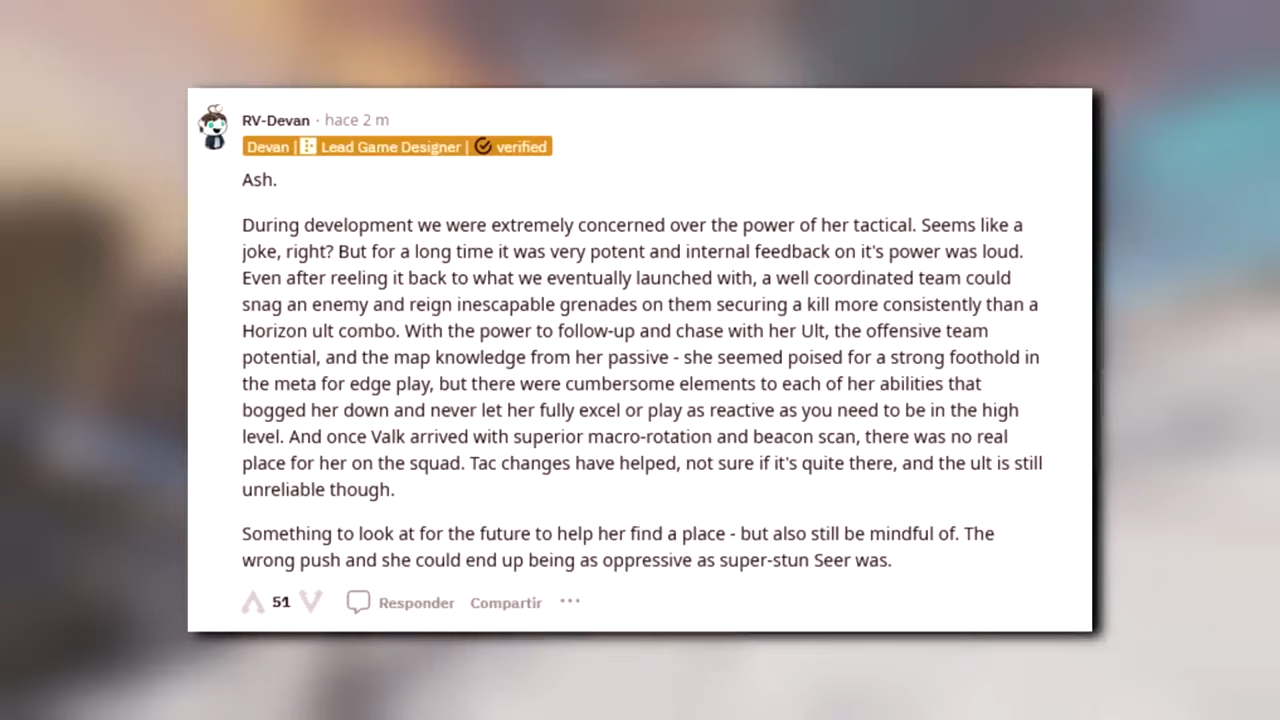 RV-Devan · hace 2 m
Devan | Lead Game Designer | verified
Ash.
During development we were extremely concerned over the power of her tactical. Seems like a
joke, right? But for a long time it was very potent and internal feedback on it's power was loud.
Even after reeling it back to what we eventually launched with, a well coordinated team could
snag an enemy and reign inescapable grenades on them securing a kill more consistently than a
Horizon ult combo. With the power to follow-up and chase with her Ult, the offensive team
potential, and the map knowledge from her passive - she seemed poised for a strong foothold in
the meta for edge play, but there were cumbersome elements to each of her abilities that
bogged her down and never let her fully excel or play as reactive as you need to be in the high
level. And once Valk arrived with superior macro-rotation and beacon scan, there was no real
place for her on the squad. Tac changes have helped, not sure if it's quite there, and the ult is still
unreliable though.
Something to look at for the future to help her find a place - but also still be mindful of. The
wrong push and she could end up being as oppressive as super-stun Seer was.
51 Responder Compartir ···